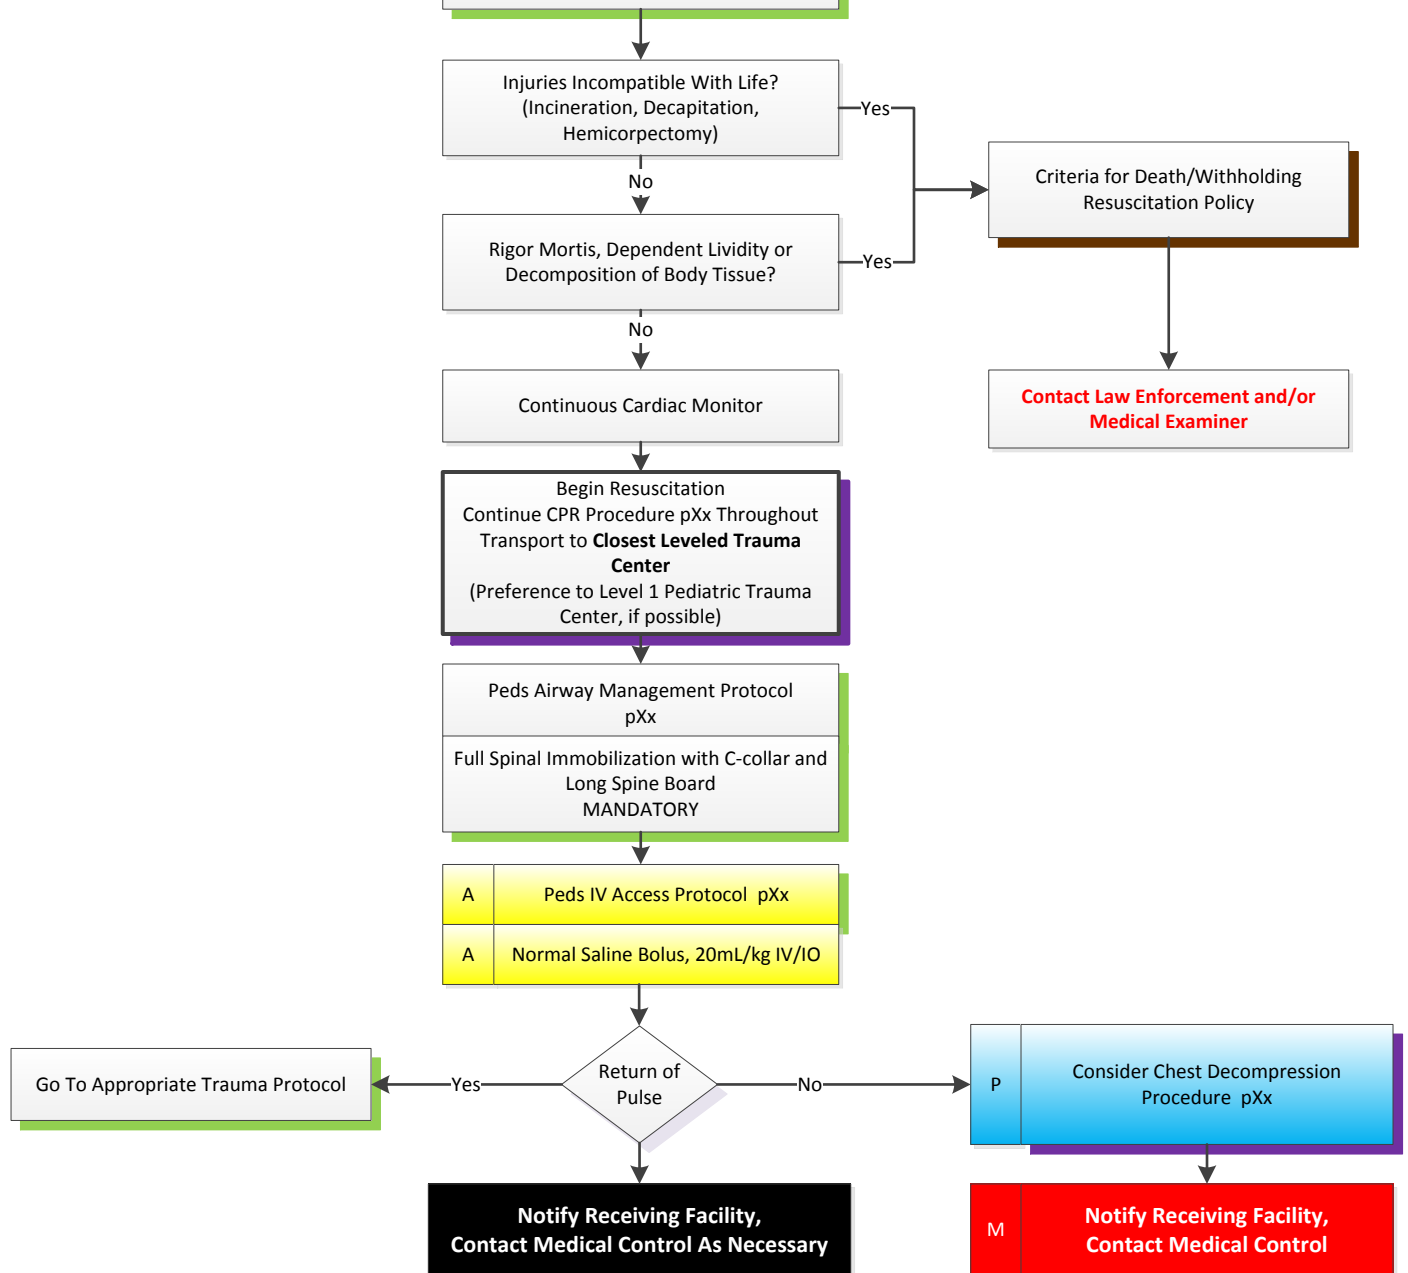 Injuries Incompatible With Life?
(Incineration, Decapitation,
Hemicorpectomy)
Yes
No
Criteria for Death/Withholding
Resuscitation Policy
Rigor Mortis, Dependent Lividity or
Decomposition of Body Tissue?
Yes
No
Continuous Cardiac Monitor
Contact Law Enforcement and/or
Medical Examiner
Begin Resuscitation
Continue CPR Procedure pXx Throughout
Transport to Closest Leveled Trauma
Center
(Preference to Level 1 Pediatric Trauma
Center, if possible)
Peds Airway Management Protocol
pXx
Full Spinal Immobilization with C-collar and
Long Spine Board
MANDATORY
A
Peds IV Access Protocol pXx
A
Normal Saline Bolus, 20mL/kg IV/IO
Go To Appropriate Trauma Protocol
Yes
Return of
Pulse
No
P
Consider Chest Decompression
Procedure pXx
Notify Receiving Facility,
Contact Medical Control As Necessary
M
Notify Receiving Facility,
Contact Medical Control